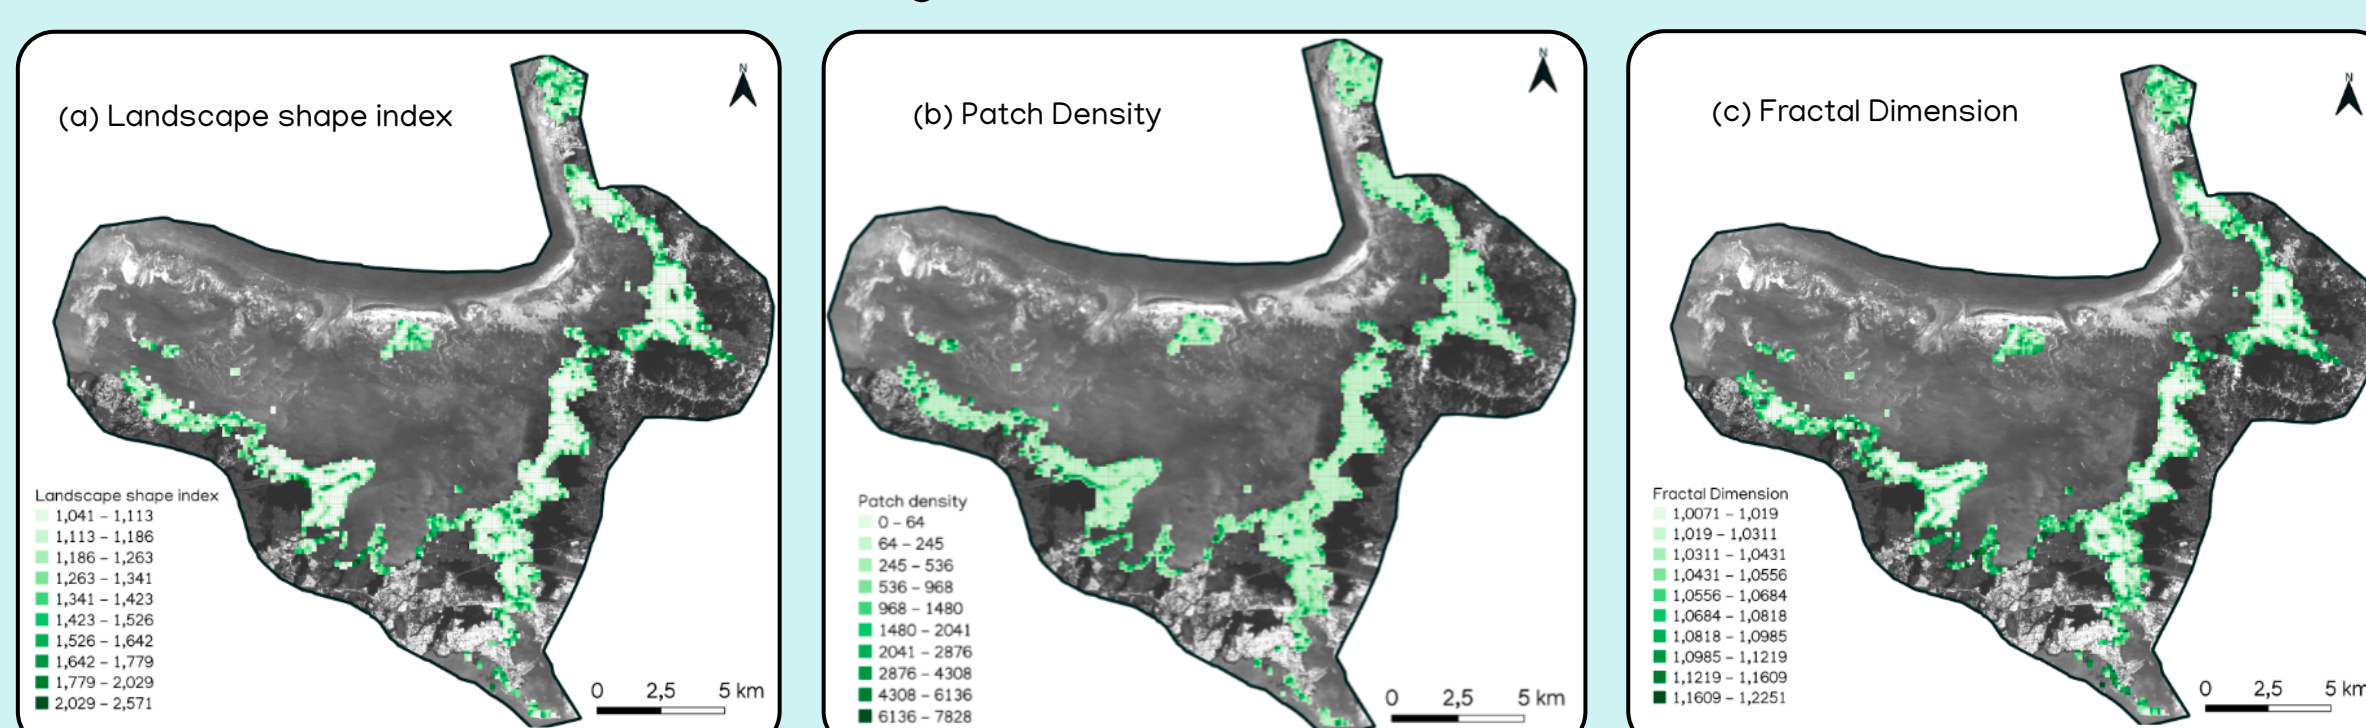 N
(a) Landscape shape index
Landscape shape index
1,041 – 1,113
1,113 – 1,186
1,186 – 1,263
1,263 – 1,341
1,341 – 1,423
1,423 – 1,526
1,526 – 1,642
1,642 – 1,779
1,779 – 2,029
2,029 – 2,571
0 2,5 5 km
N
(b) Patch Density
Patch density
0 – 64
64 – 245
245 – 536
536 – 968
968 – 1480
1480 – 2041
2041 – 2876
2876 – 4308
4308 – 6136
6136 – 7828
0 2,5 5 km
N
(c) Fractal Dimension
Fractal Dimension
1,0071 – 1,019
1,019 – 1,0311
1,0311 – 1,0431
1,0431 – 1,0556
1,0556 – 1,0684
1,0684 – 1,0818
1,0818 – 1,0985
1,0985 – 1,1219
1,1219 – 1,1609
1,1609 – 1,2251
0 2,5 5 km